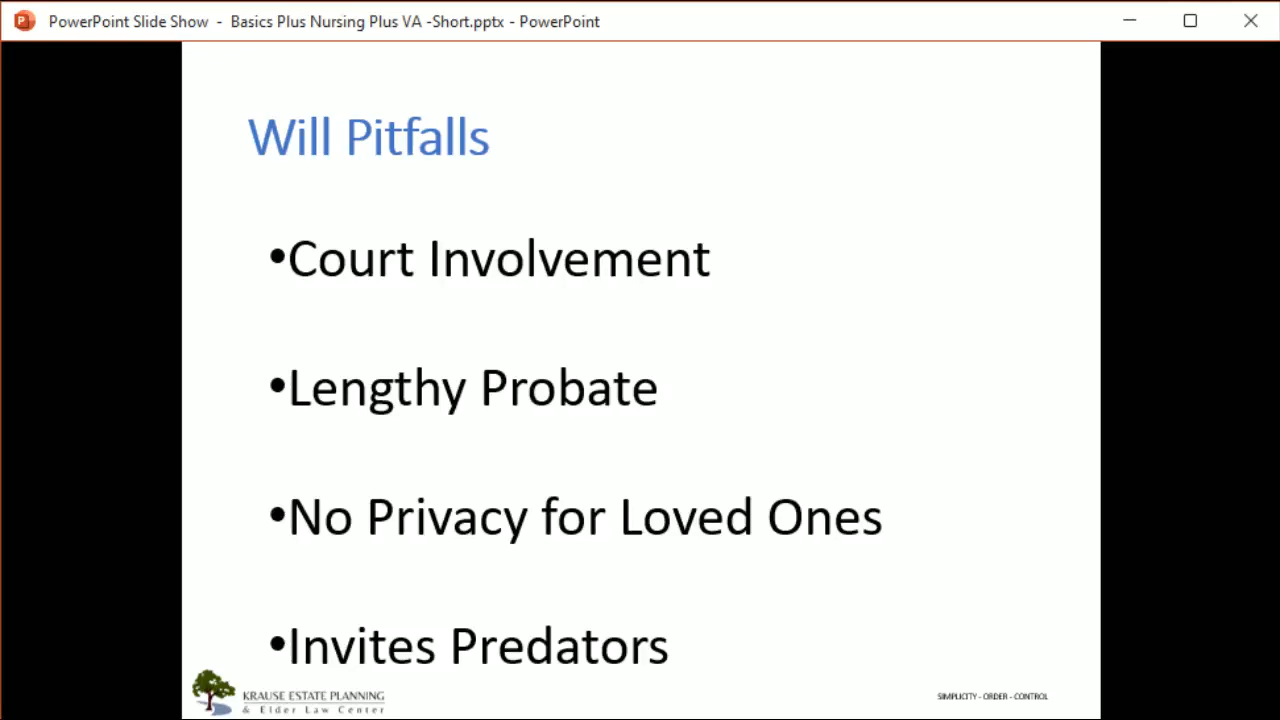 PowerPoint Slide Show - Basics Plus Nursing Plus VA -Short.pptx - PowerPoint
Will Pitfalls
•Court Involvement
•Lengthy Probate
•No Privacy for Loved Ones
•Invites Predators
KRAUSE ESTATE PLANNING
& Elder Law Center
SIMPLICITY - ORDER - CONTROL